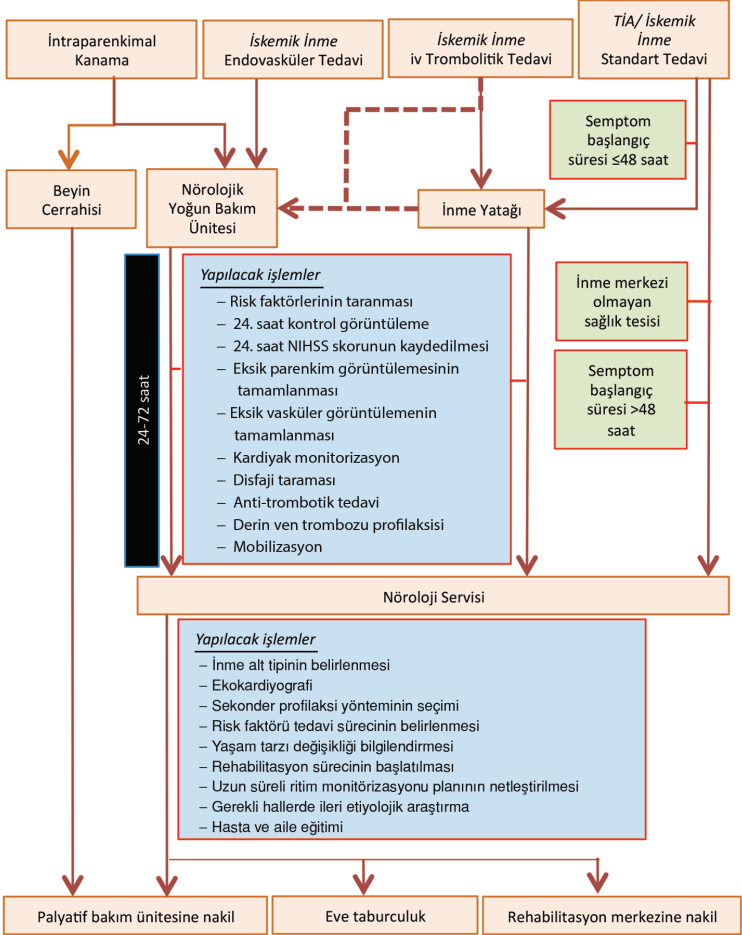 İntraparenkimal
Kanama
İskemik İnme
Endovasküler Tedavi
İskemik İnme
iv Trombolitik Tedavi
TİA/ İskemik
İnme
Standart Tedavi
Semptom
başlangıç
süresi ≤48 saat
Beyin
Cerrahisi
Nörolojik
Yoğun Bakım
Ünitesi
İnme Yatağı
24-72 saat
Yapılacak işlemler
– Risk faktörlerinin taranması
– 24. saat kontrol görüntüleme
– 24. saat NIHSS skorunun kaydedilmesi
– Eksik parenkim görüntülemesinin
tamamlanması
– Eksik vasküler görüntülemenin
tamamlanması
– Kardiyak monitorizasyon
– Disfaji taraması
– Anti-trombotik tedavi
– Derin ven trombozu profilaksisi
– Mobilizasyon
İnme merkezi
olmayan
sağlık tesisi
Semptom
başlangıç
süresi >48
saat
Nöroloji Servisi
Yapılacak işlemler
– İnme alt tipinin belirlenmesi
– Ekokardiyografi
– Sekonder profilaksi yönteminin seçimi
– Risk faktörü tedavi sürecinin belirlenmesi
– Yaşam tarzı değişikliği bilgilendirmesi
– Rehabilitasyon sürecinin başlatılması
– Uzun süreli ritim monitörizasyonu planının netleştirilmesi
– Gerekli hallerde ileri etiyolojik araştırma
– Hasta ve aile eğitimi
Palyatif bakım ünitesine nakil
Eve taburculuk
Rehabilitasyon merkezine nakil